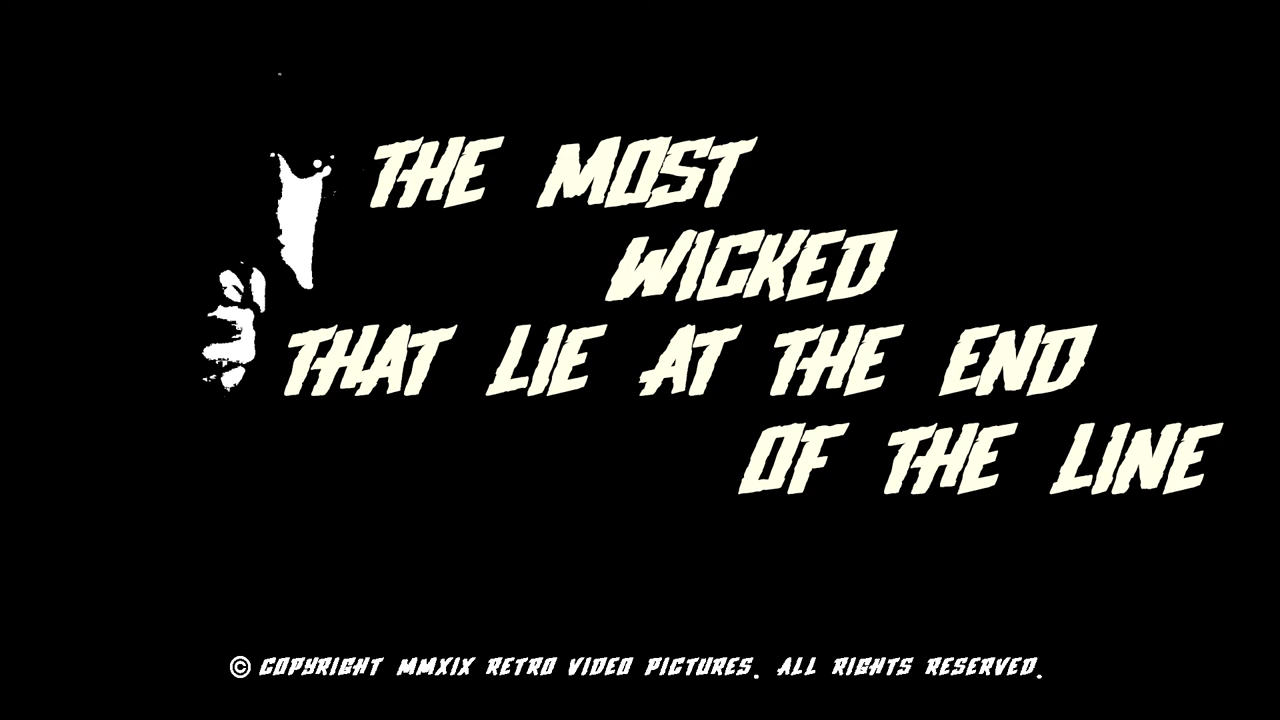 THE MOST
WICKED
THAT LIE AT THE END
OF THE LINE
© COPYRIGHT MMXIX RETRO VIDEO PICTURES. ALL RIGHTS RESERVED.